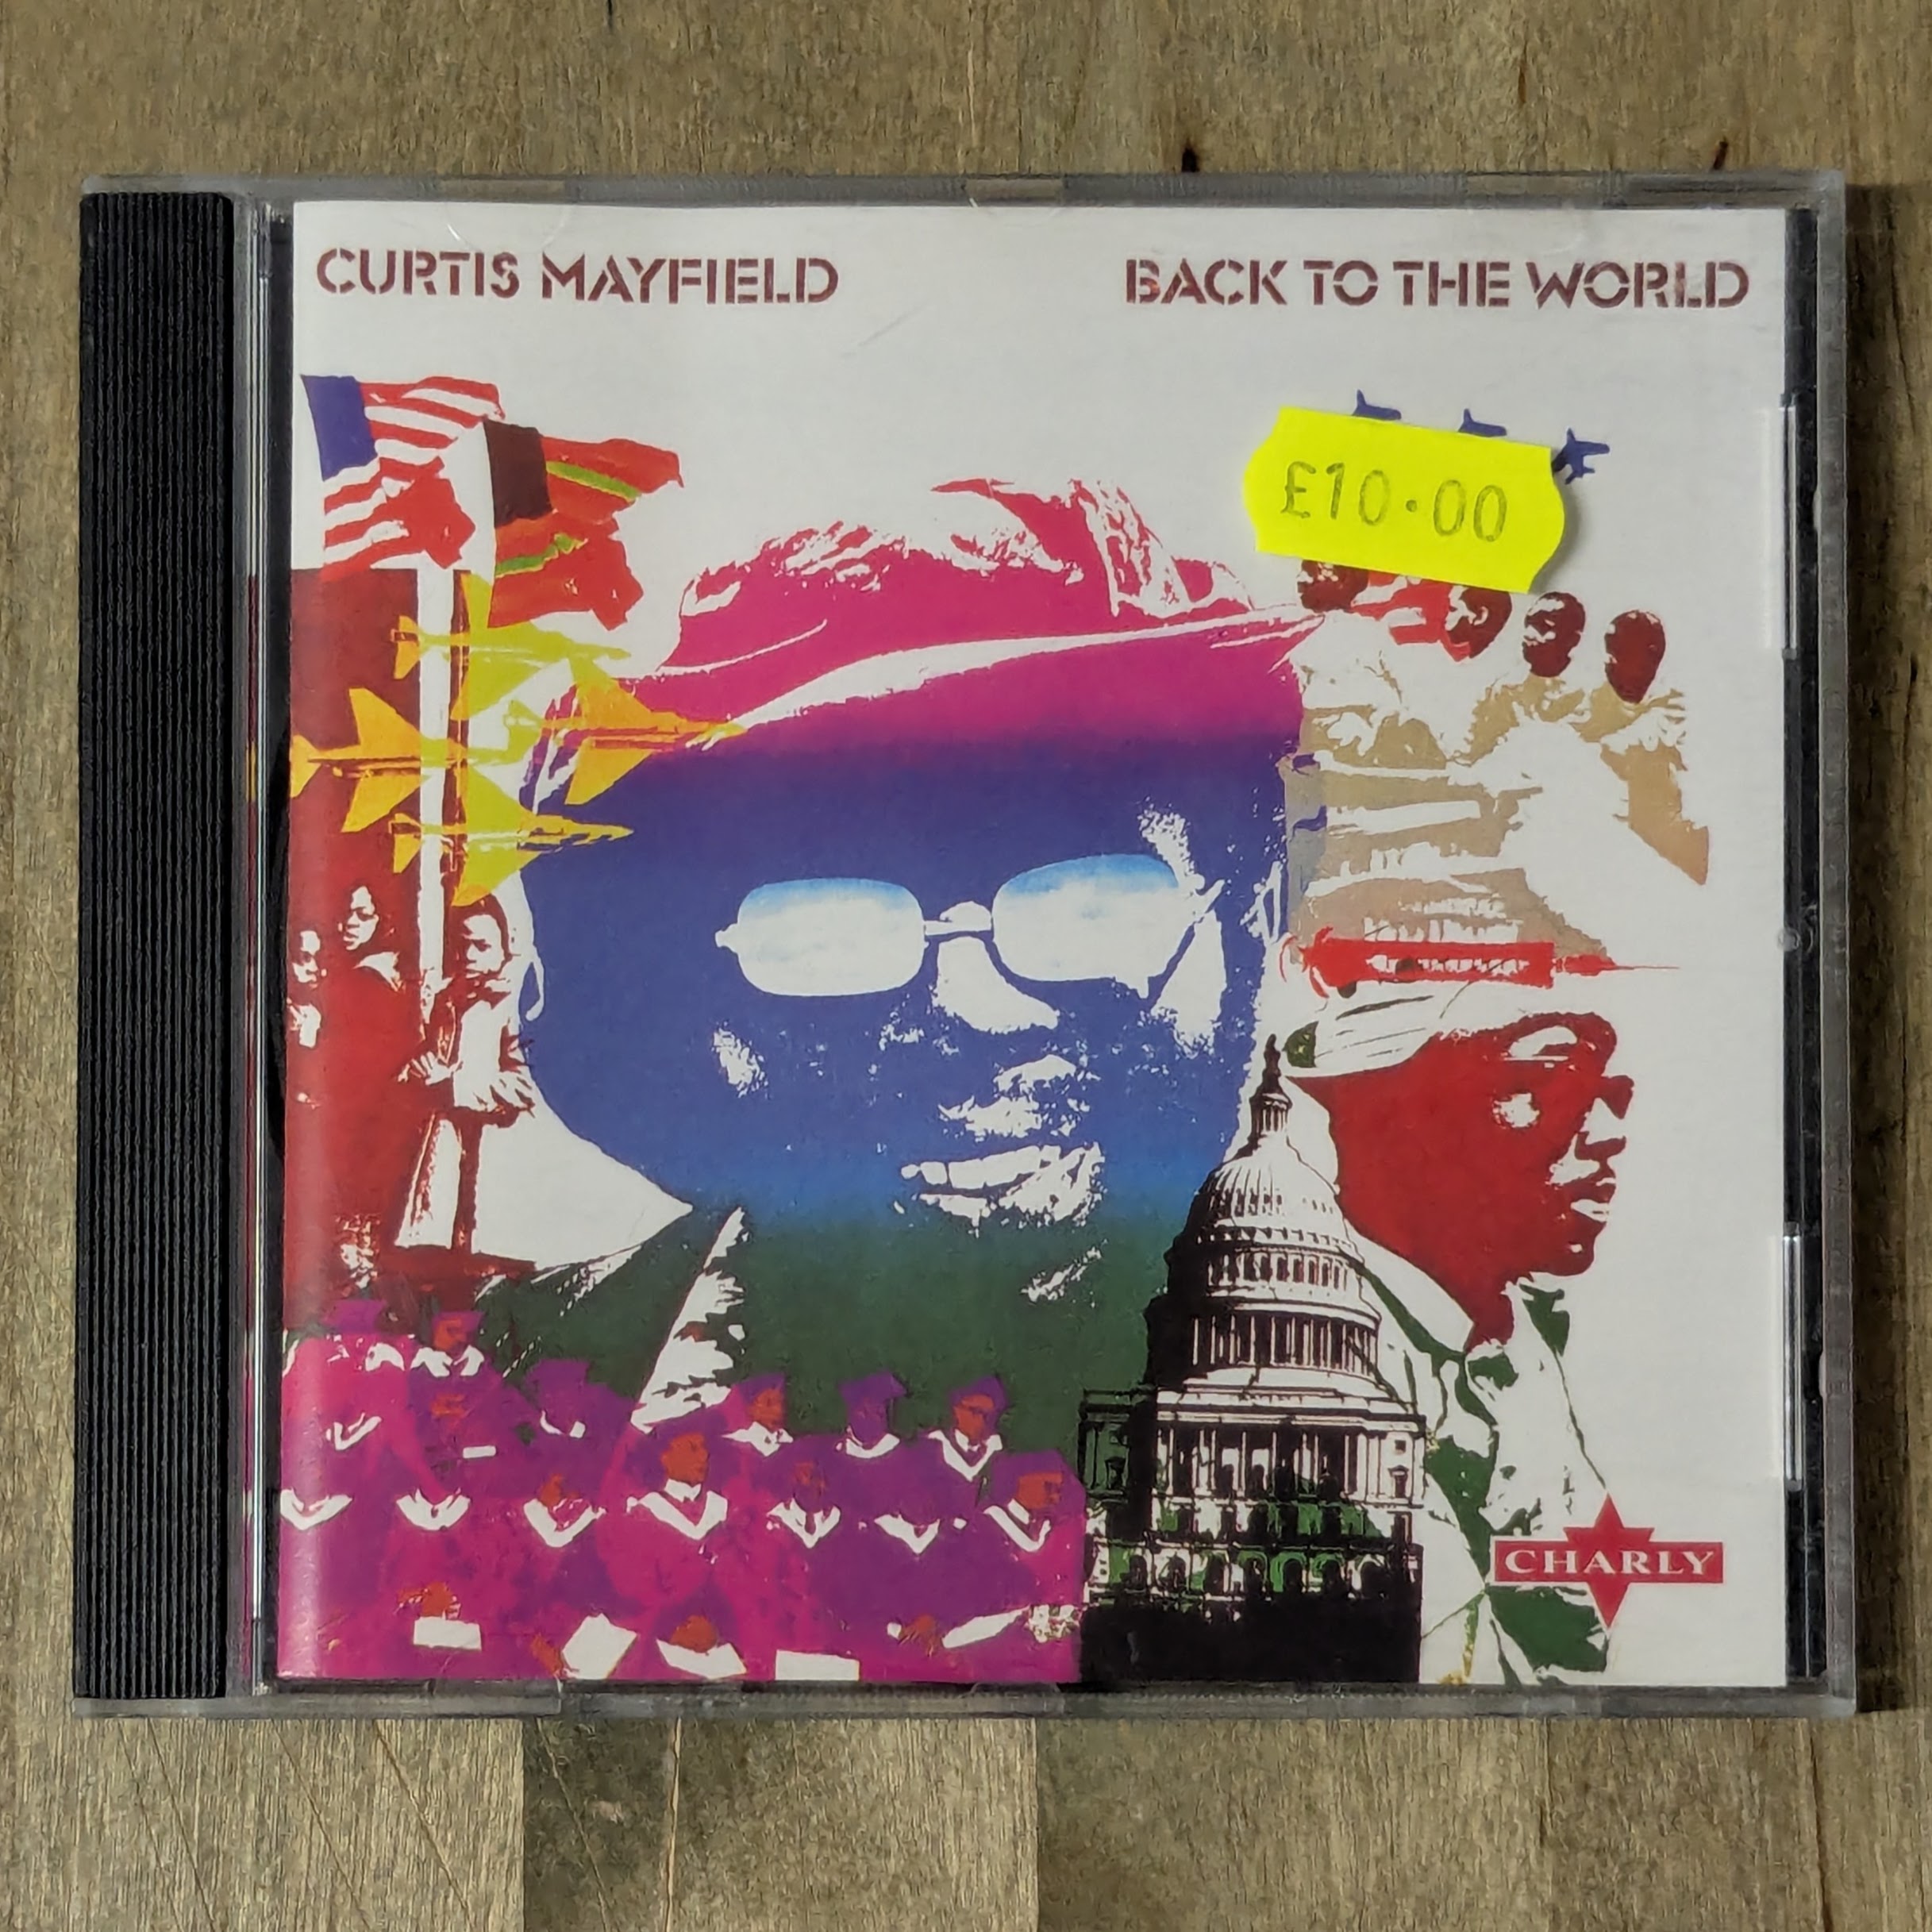 CURTIS MAYFIELD
BACK TO THE WORLD
£10.00
CHARLY